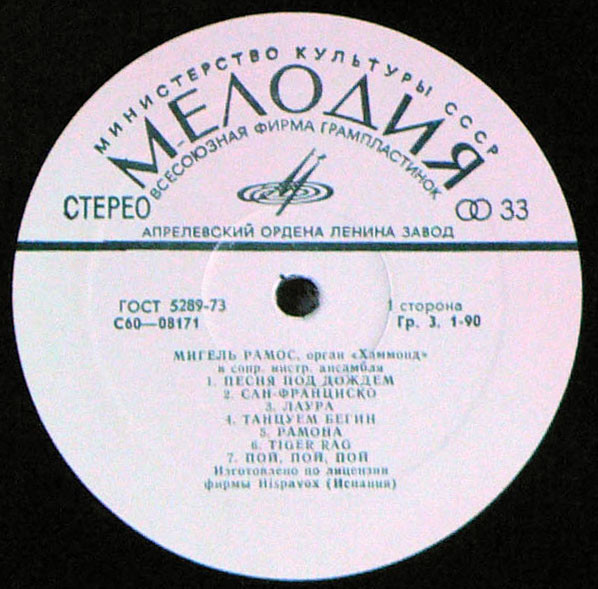 МИНИСТЕРСТВО КУЛЬТУРЫ СССР
МЕЛОДИЯ
ВСЕСОЮЗНАЯ ФИРМА ГРАМПЛАСТИНОК
СТЕРЕО
33
АПРЕЛЕВСКИЙ ОРДЕНА ЛЕНИНА ЗАВОД
ГОСТ 5289-73
1 сторона
С60—08171
Гр. 3. 1-90
МИГЕЛЬ РАМОС, орган «Хаммонд»
в сопр. инстр. ансамбля
1. ПЕСНЯ ПОД ДОЖДЕМ
2. САН-ФРАНЦИСКО
3. ЛАУРА
4. ТАНЦУЕМ БЕГИН
5. РАМОНА
6. TIGER RAG
7. ПОЙ, ПОЙ, ПОЙ
Изготовлено по лицензии
фирмы Hispavox (Испания)